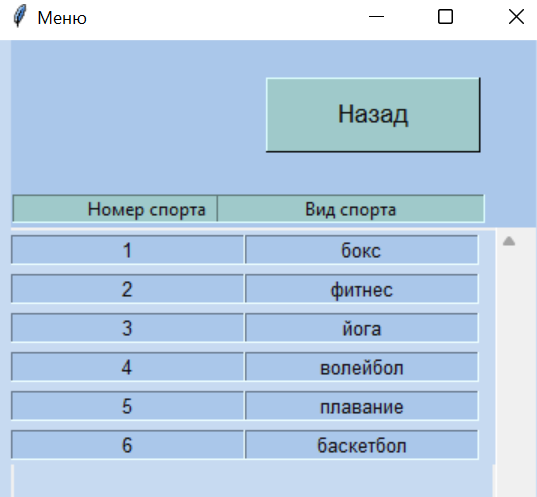 Меню
Назад
Номер спорта Вид спорта
1 бокс
2 фитнес
3 йога
4 волейбол
5 плавание
6 баскетбол